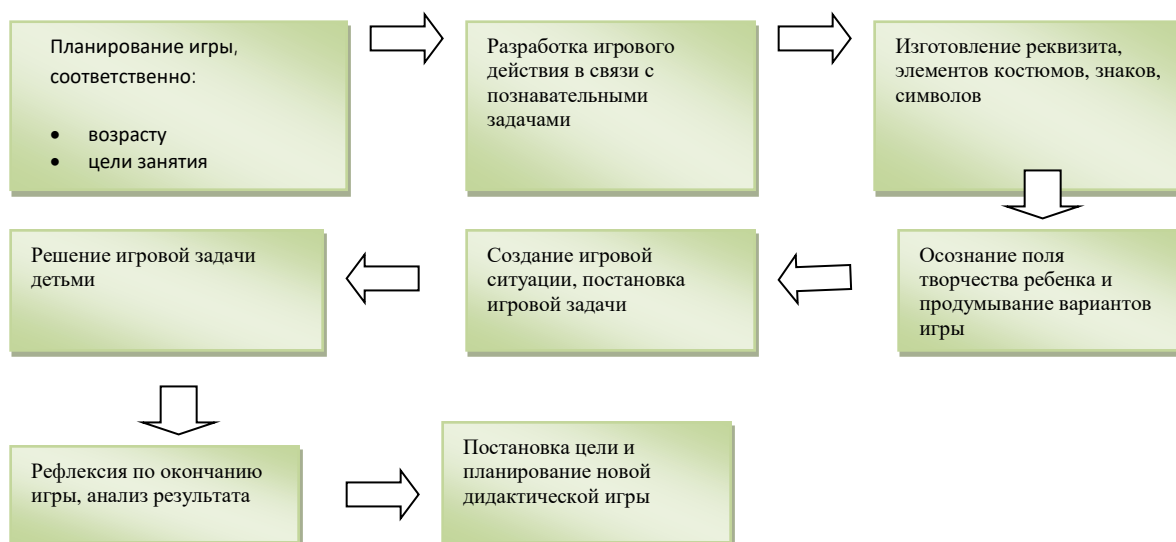 Планирование игры,
соответственно:
• возрасту
• цели занятия
Разработка игрового
действия в связи с
познавательными
задачами
Изготовление реквизита,
элементов костюмов, знаков,
символов
Осознание поля
творчества ребенка и
продумывание вариантов
игры
Создание игровой
ситуации, постановка
игровой задачи
Решение игровой задачи
детьми
Рефлексия по окончанию
игры, анализ результата
Постановка цели и
планирование новой
дидактической игры